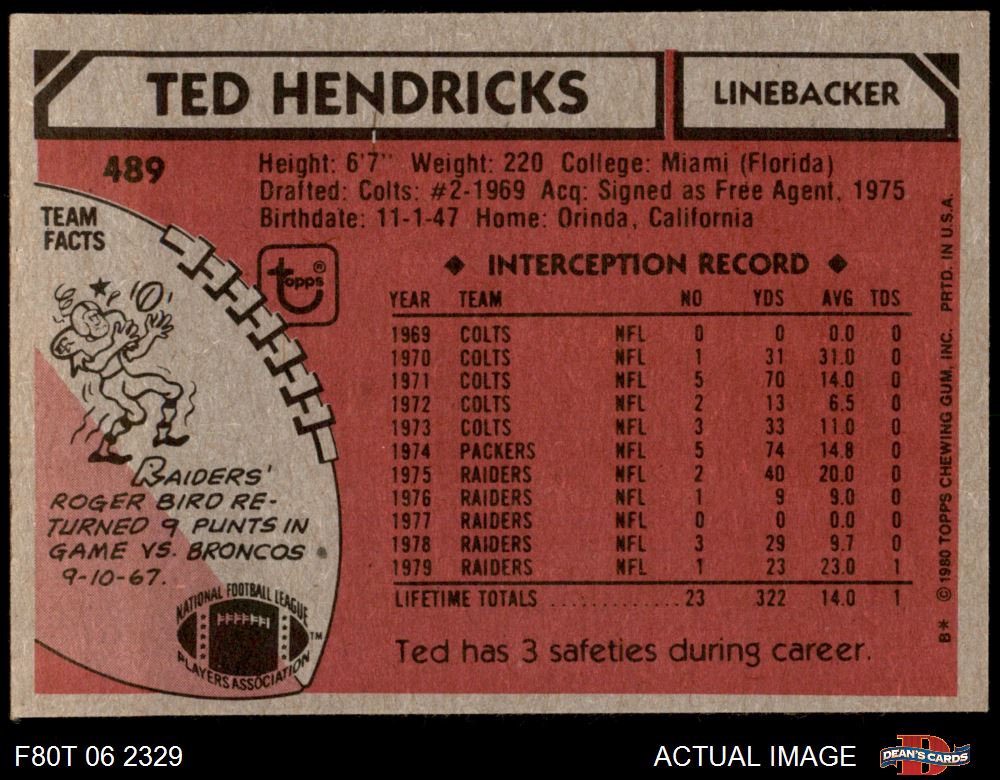 TED HENDRICKS
LINEBACKER
489
Height: 6'7" Weight: 220 College: Miami (Florida)
Drafted: Colts: #2-1969 Acq: Signed as Free Agent, 1975
Birthdate: 11-1-47 Home: Orinda, California
TEAM
FACTS
topps®
RAIDERS'
ROGER BIRD RE-
TURNED 9 PUNTS IN
GAME VS. BRONCOS
9-10-67.
NATIONAL FOOTBALL LEAGUE
PLAYERS ASSOCIATION
TM
◆ INTERCEPTION RECORD ◆
YEAR TEAM NO YDS AVG TDS
1969 COLTS NFL 0 0 0.0 0
1970 COLTS NFL 1 31 31.0 0
1971 COLTS NFL 5 70 14.0 0
1972 COLTS NFL 2 13 6.5 0
1973 COLTS NFL 3 33 11.0 0
1974 PACKERS NFL 5 74 14.8 0
1975 RAIDERS NFL 2 40 20.0 0
1976 RAIDERS NFL 1 9 9.0 0
1977 RAIDERS NFL 0 0 0.0 0
1978 RAIDERS NFL 3 29 9.7 0
1979 RAIDERS NFL 1 23 23.0 1
LIFETIME TOTALS ............. 23 322 14.0 1
Ted has 3 safeties during career.
B* © 1980 TOPPS CHEWING GUM, INC. PRTD. IN U.S.A.
F80T 06 2329
ACTUAL IMAGE
DEAN'S CARDS